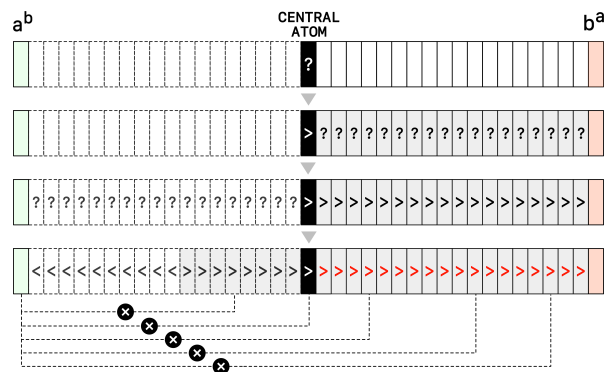 a^b
CENTRAL
ATOM
b^a
?
> ? ? ? ? ? ? ? ? ? ? ? ? ? ? ? ? ? ?
? ? ? ? ? ? ? ? ? ? ? ? ? ? ? ? ? ? > > > > > > > > > > > > > > > > > > >
< < < < < < < < < < > > > > > > > > > > > > > > > > > > > > > > > > > > >